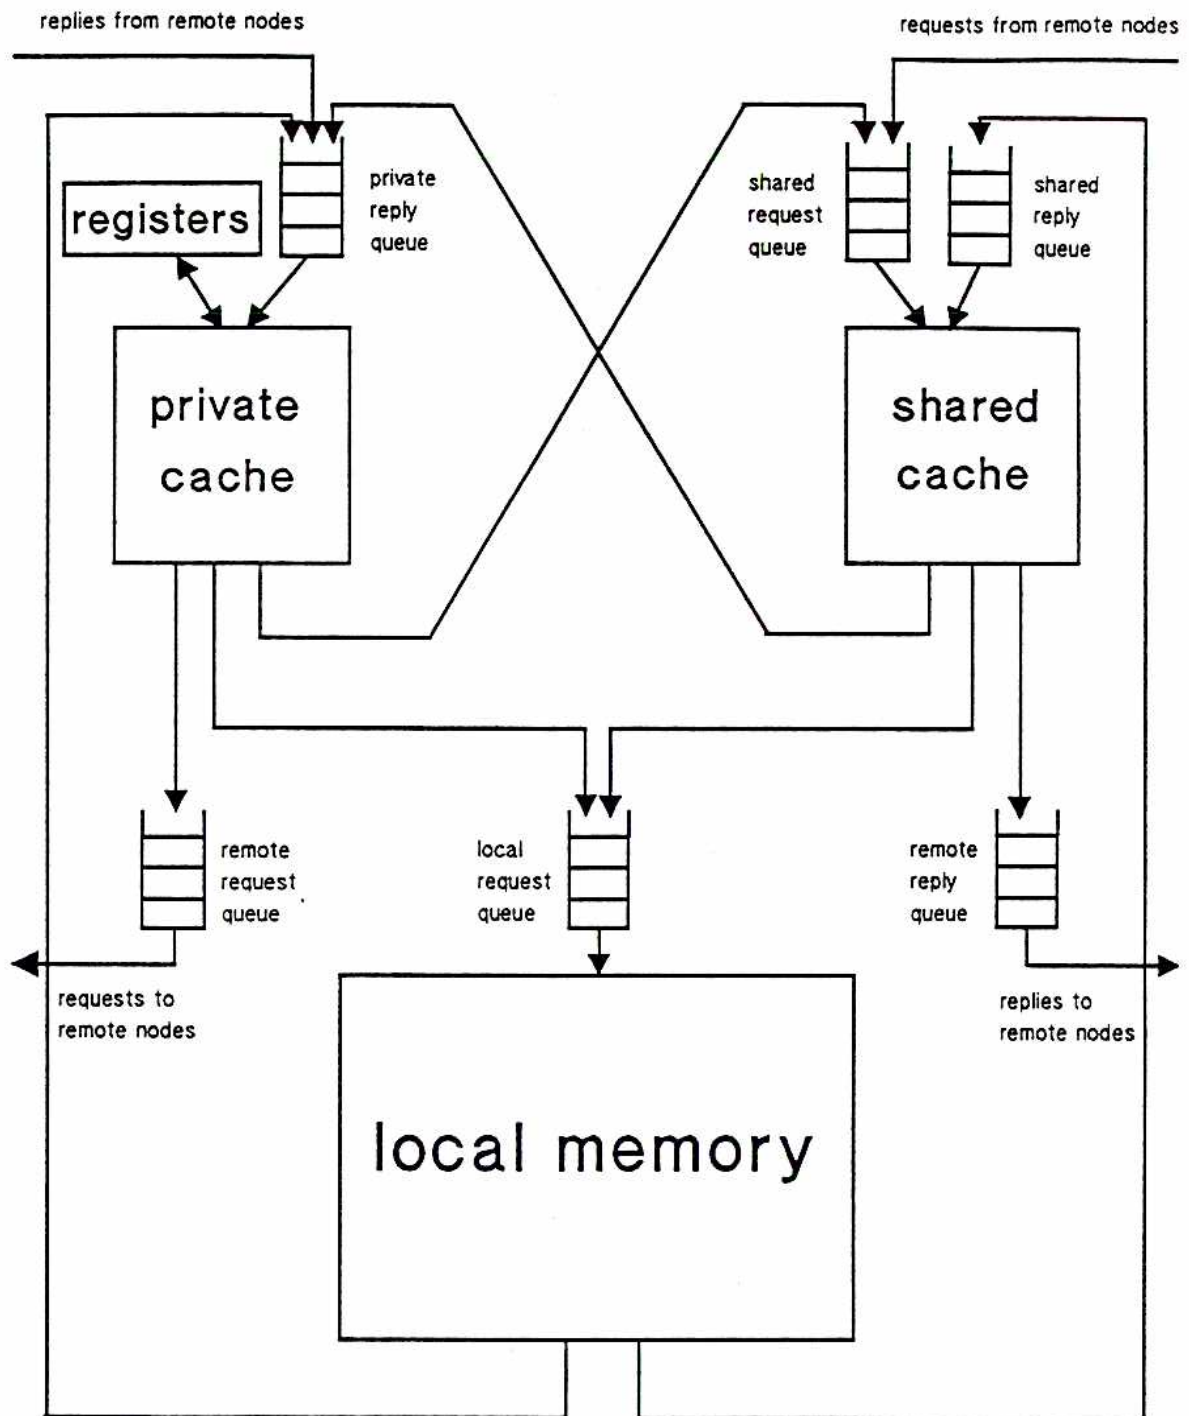 replies from remote nodes
requests from remote nodes
registers
private
reply
queue
shared
request
queue
shared
reply
queue
private
cache
shared
cache
remote
request
queue
local
request
queue
remote
reply
queue
requests to
remote nodes
replies to
remote nodes
local memory